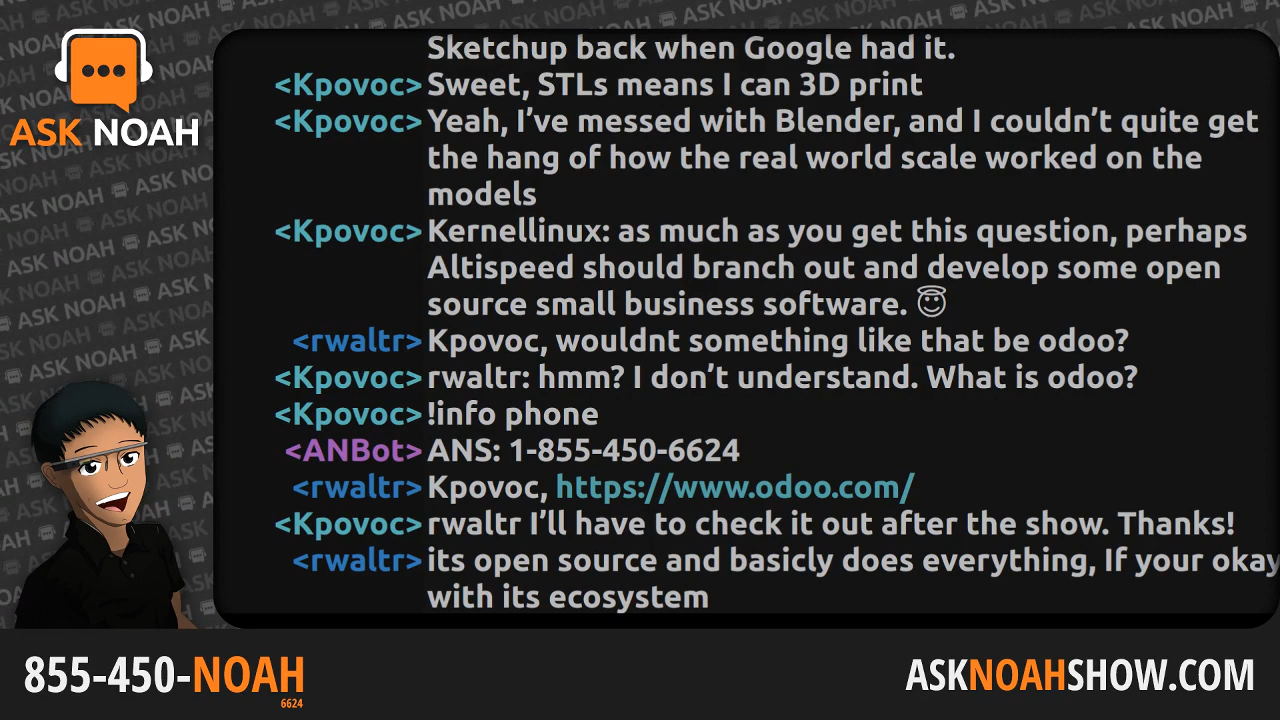 ASK NOAH
Sketchup back when Google had it.
<Kpovoc> Sweet, STLs means I can 3D print
<Kpovoc> Yeah, I’ve messed with Blender, and I couldn’t quite get
the hang of how the real world scale worked on the
models
<Kpovoc> Kernellinux: as much as you get this question, perhaps
Altispeed should branch out and develop some open
source small business software. 😇
<rwaltr> Kpovoc, wouldnt something like that be odoo?
<Kpovoc> rwaltr: hmm? I don’t understand. What is odoo?
<Kpovoc> !info phone
<ANBot> ANS: 1-855-450-6624
<rwaltr> Kpovoc, https://www.odoo.com/
<Kpovoc> rwaltr I’ll have to check it out after the show. Thanks!
<rwaltr> its open source and basicly does everything, If your okay
with its ecosystem
855-450-NOAH
6624
ASKNOAHSHOW.COM